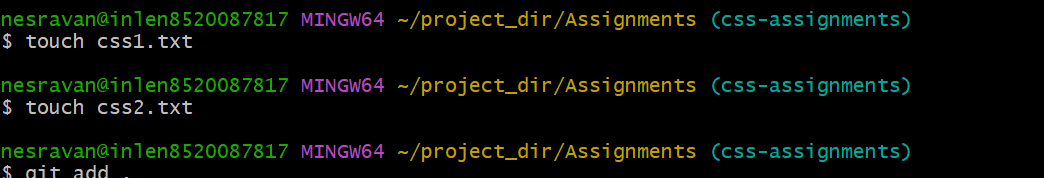 nesravan@inlen8520087817 MINGW64 ~/project_dir/Assignments (css-assignments)
$ touch css1.txt
nesravan@inlen8520087817 MINGW64 ~/project_dir/Assignments (css-assignments)
$ touch css2.txt
nesravan@inlen8520087817 MINGW64 ~/project_dir/Assignments (css-assignments)
$ git add .